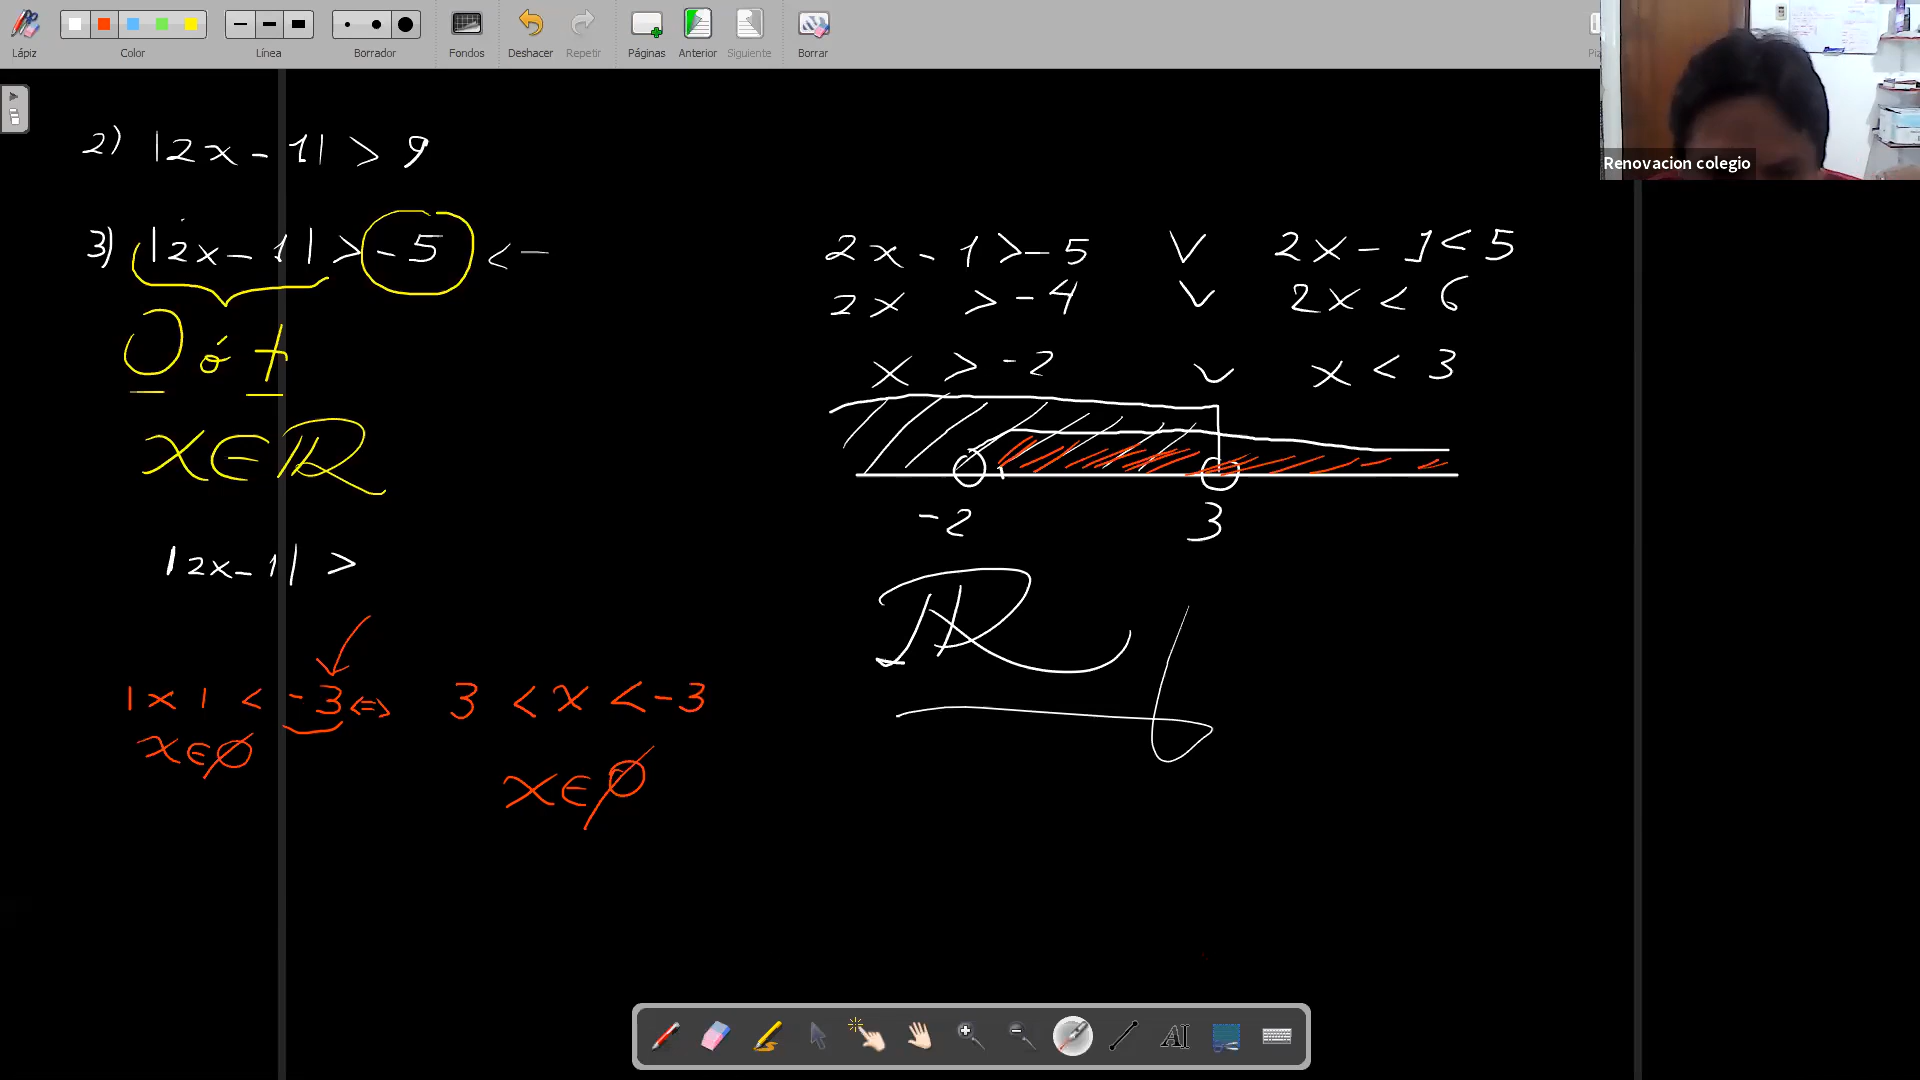 Lápiz Color Línea Borrador Fondos Deshacer Repetir Páginas Anterior Siguiente Borrar
Renovacion colegio
2) |2x - 1| > 9
3) |2x - 1| > - 5 < -
0 ó +
x ∈ ℝ
|2x - 1| >
|x| < - 3 ⇔ 3 < x < - 3
x ∈ ∅
x ∈ ∅
2x - 1 > - 5 ∨ 2x - 1 < 5
2x > - 4 ∨ 2x < 6
x > - 2 ∨ x < 3
- 2 3
ℝ
AI